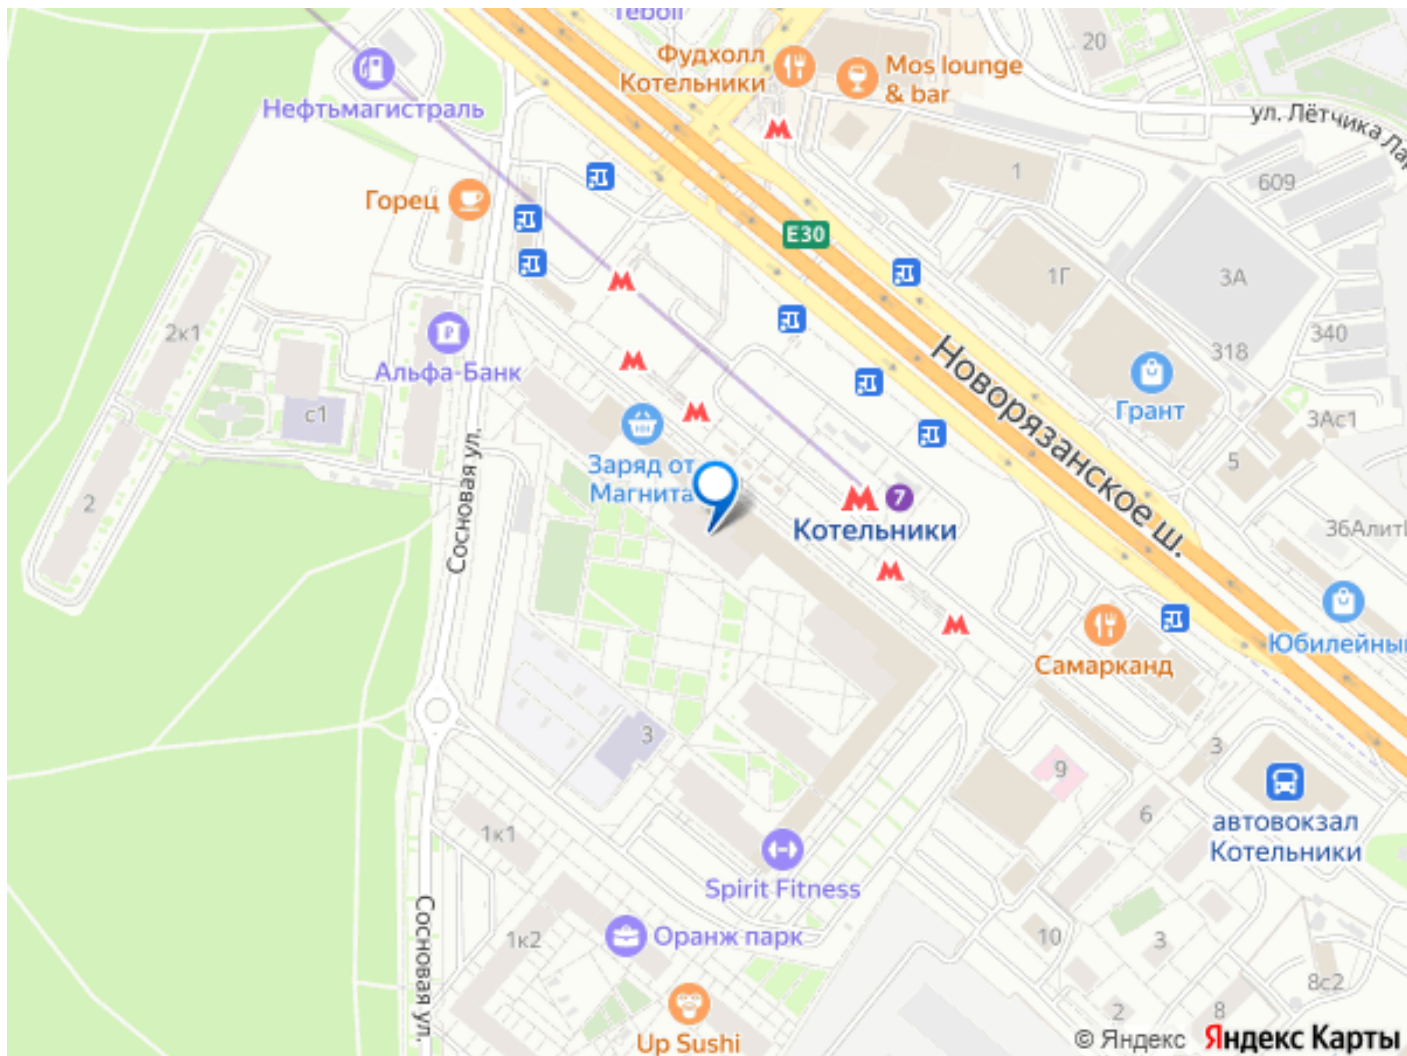 Teboil
20
Фудхолл
Котельники
Mos lounge
& bar
Нефтьмагистраль
ул. Лётчика Лар
1
609
Горец
E30
1Г
3А
2к1
340
318
Альфа-Банк
Новорязанское ш.
Грант
с1
3Ас1
Сосновая ул.
Заряд от
Магнита
5
2
7
Котельники
36Алит
Самарканд
Юбилейны
3
3
9
автовокзал
Котельники
6
1к1
Spirit Fitness
Сосновая ул.
1к2
Оранж парк
10
3
8с2
2
8
Up Sushi
© Яндекс Яндекс Карты